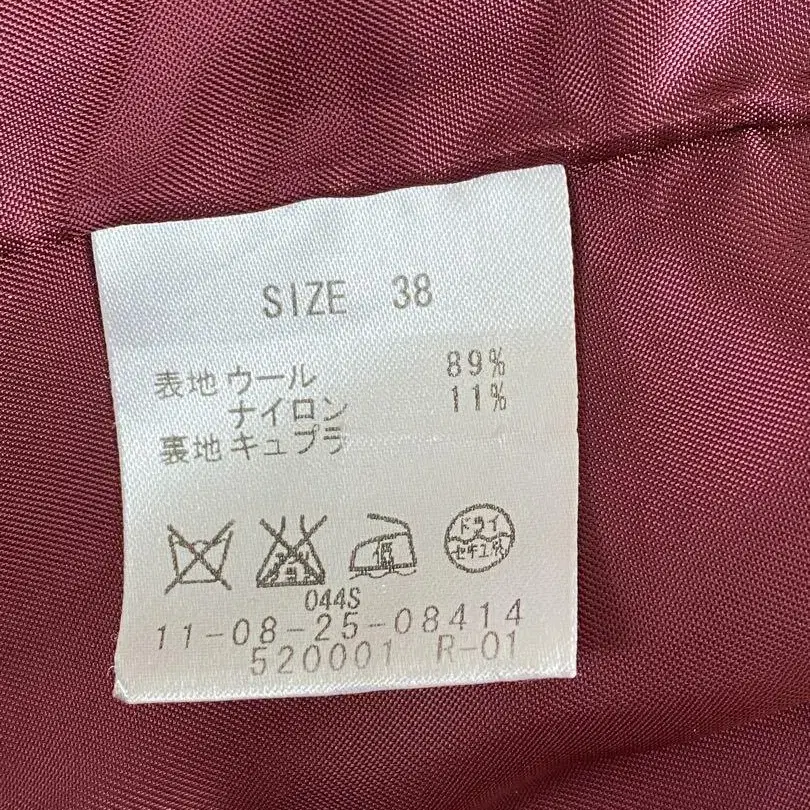 SIZE 38
表地 ウール 89%
ナイロン 11%
裏地 キュプラ
低
ドライ
セキユ系
044S
11-08-25-08414
520001 R-01